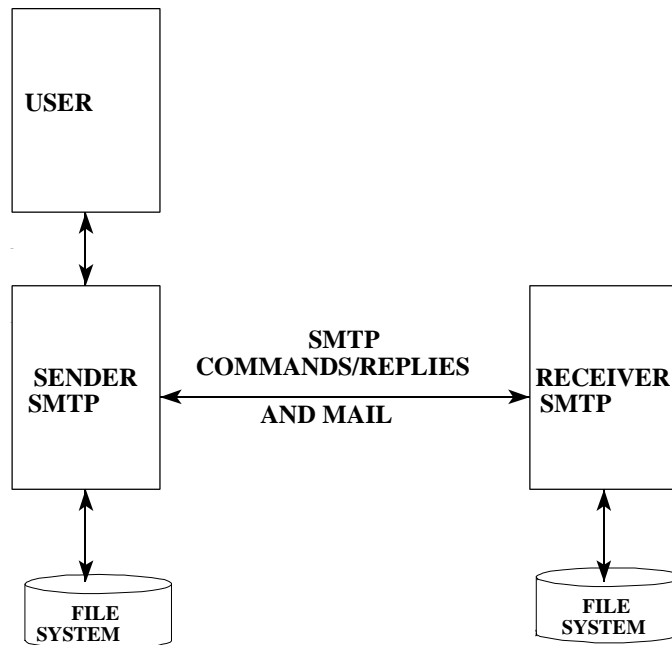 USER
SMTP
COMMANDS/REPLIES
AND MAIL
SENDER
SMTP
RECEIVER
SMTP
FILE
SYSTEM
FILE
SYSTEM